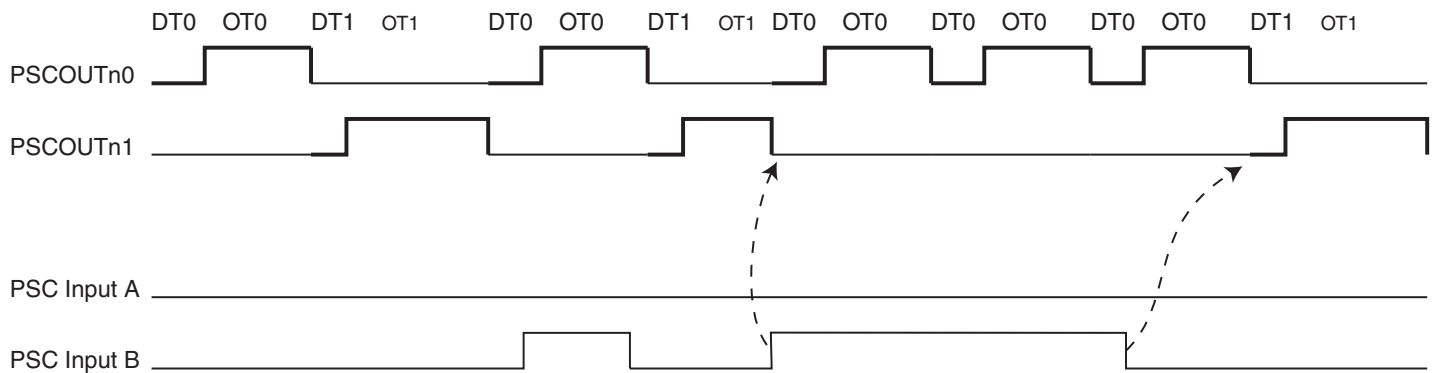 DT0 OT0 DT1 OT1 DT0 OT0 DT1 OT1 DT0 OT0 DT0 OT0 DT0 OT0 DT1 OT1
PSCOUTn0
PSCOUTn1
PSC Input A
PSC Input B